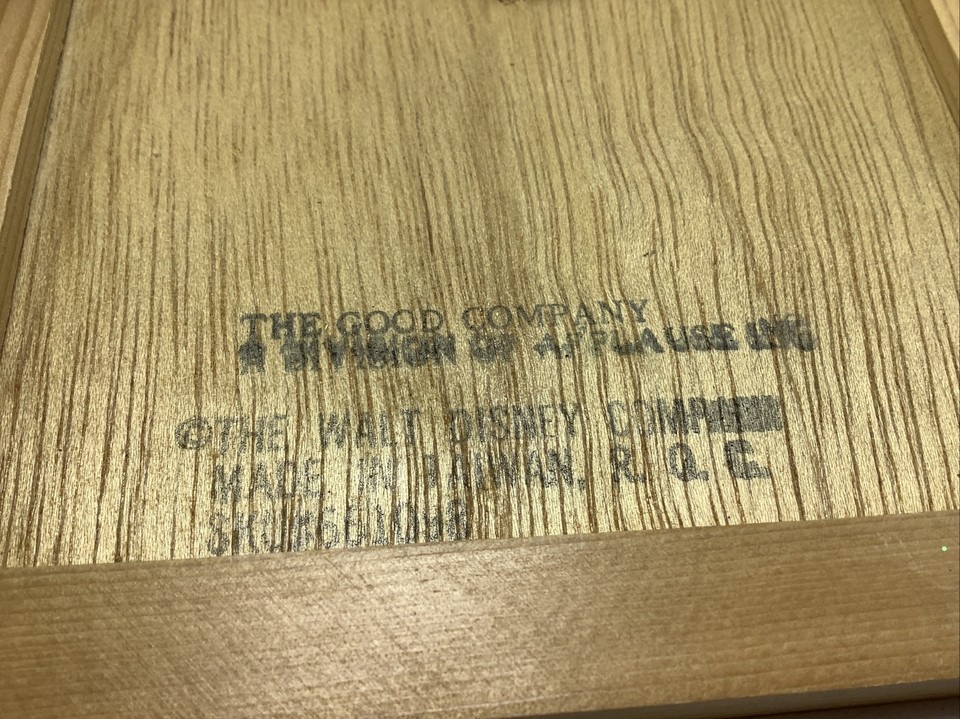 THE GOOD COMPANY
A DIVISION OF APPLAUSE INC
©THE WALT DISNEY COMPANY
MADE IN TAIWAN, R.O.C.